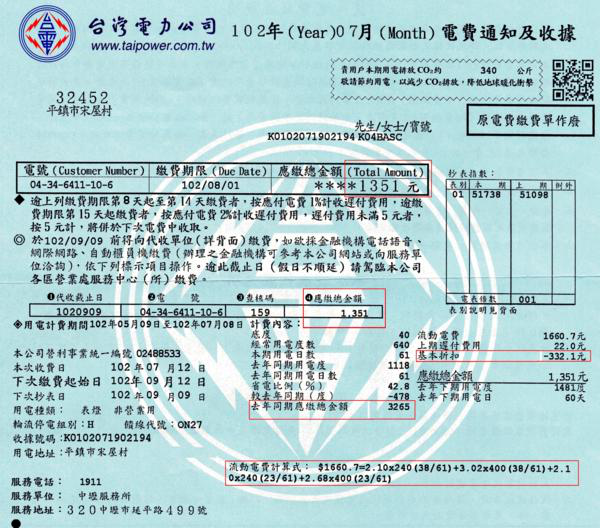 台灣電力公司
www.taipower.com.tw
102年(Year)07月(Month) 電費通知及收據
貴用戶本期用電排放CO₂約 340 公斤
敬請節約用電，以減少CO₂排放，降低地球暖化衝擊
32452
平鎮市宋屋村
先生/女士/寶號
K0102071902194 K04BASC
原電費繳費單作廢
電號(Customer Number) 繳費期限(Due Date) 應繳總金額(Total Amount)
04-34-6411-10-6 102/08/01 ****1351元
抄表指數：
表別 本期 上期 例外
01 51738 51098
電表條數 001
表別說明見背面
◆逾上列繳費期限第8天起至第14天繳費者，按應付電費1%計收遲付費用，逾繳
費期限第15天起繳費者，按應付電費2%計收遲付費用，遲付費用未滿5元者，
按5元計，將併於下次電費中收取。
◎於102/09/09前得向代收單位(詳背面)繳費，如欲採金融機構電話語音、
網際網路、自動櫃員機繳費(辦理之金融機構可參考本公司網站或向服務單
位洽詢)，依下列標示項目操作。逾此截止日(假日不順延)請駕臨本公司
各區營業處服務中心(所)繳費。
❶代收截止日 ❷電號 ❸查核碼 ❹應繳總金額
1020909 04-34-6411-10-6 159 1,351
※用電計費期間102年05月09日至102年07月08日
本公司營利事業統一編號 02488533
本次收費日 102年07月12日
下次繳費起始日 102年09月12日
下次抄表日 102年09月09日
用電種類： 表燈 非營業用
輪流停電組別：H 饋線代號：ON27
收據號碼：K0102071902194
用電地址：平鎮市宋屋村
計費內容：
底度 40
經常用電度數 640
本期用電日數 61
去年同期用電度數 1118
去年同期用電日數 61
省電比例(%) 42.8
較去年同期(度) -478
去年同期應繳總金額 3265
流動電費 1660.7元
上期遲付費用 22.0元
基本折扣 -332.1元
應繳總金額 1,351元
去年下期用電度 1481度
去年下期用電日 60天
流動電費計算式： $1660.7=2.10x240(38/61)+3.02x400(38/61)+2.1
0x240(23/61)+2.68x400(23/61)
服務電話： 1911
服務單位： 中壢服務所
服務地址：320中壢市延平路499號